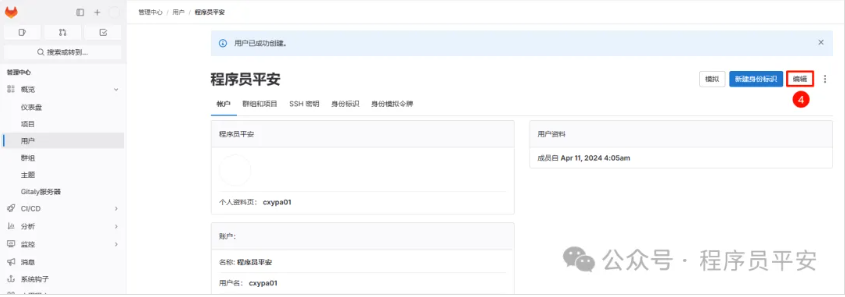 管理中心 / 用户 / 程序员平安
搜索或转到...
管理中心
概览
仪表盘
项目
用户
群组
主题
Gitaly服务器
CI/CD
分析
监控
消息
系统钩子
用户已成功创建。
程序员平安
模拟
新建身份标识
编辑
4
帐户 群组和项目 SSH 密钥 身份标识 身份模拟令牌
程序员平安
个人资料页: cxypa01
用户资料
成员自 Apr 11, 2024 4:05am
账户:
名称: 程序员平安
用户名: cxypa01
公众号 · 程序员平安